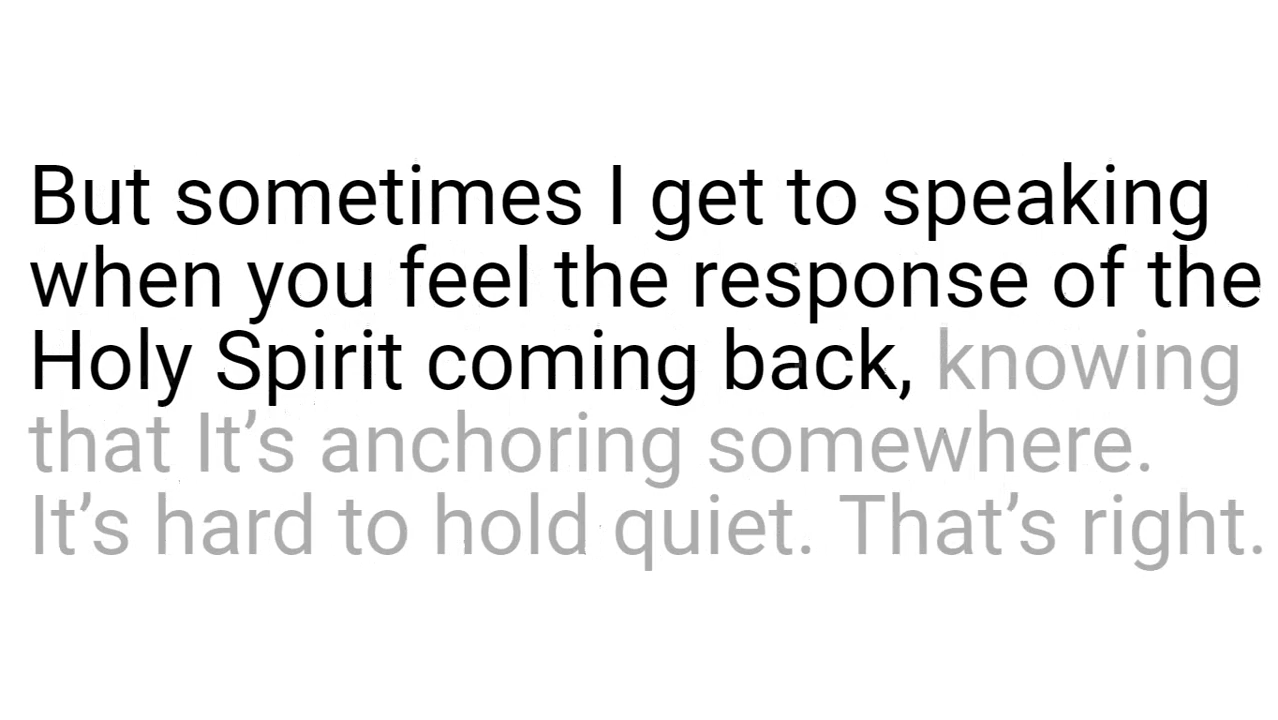 But sometimes I get to speaking
when you feel the response of the
Holy Spirit coming back, knowing
that It’s anchoring somewhere.
It’s hard to hold quiet. That’s right.